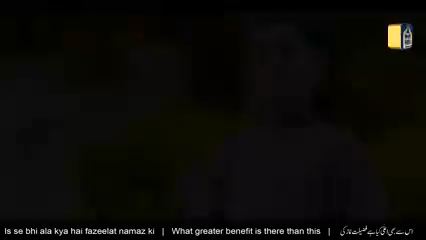 Is se bhi ala kya hai fazeelat namaz ki | What greater benefit is there than this | اس سے بھی اعلیٰ کیا ہے فضیلت نماز کی